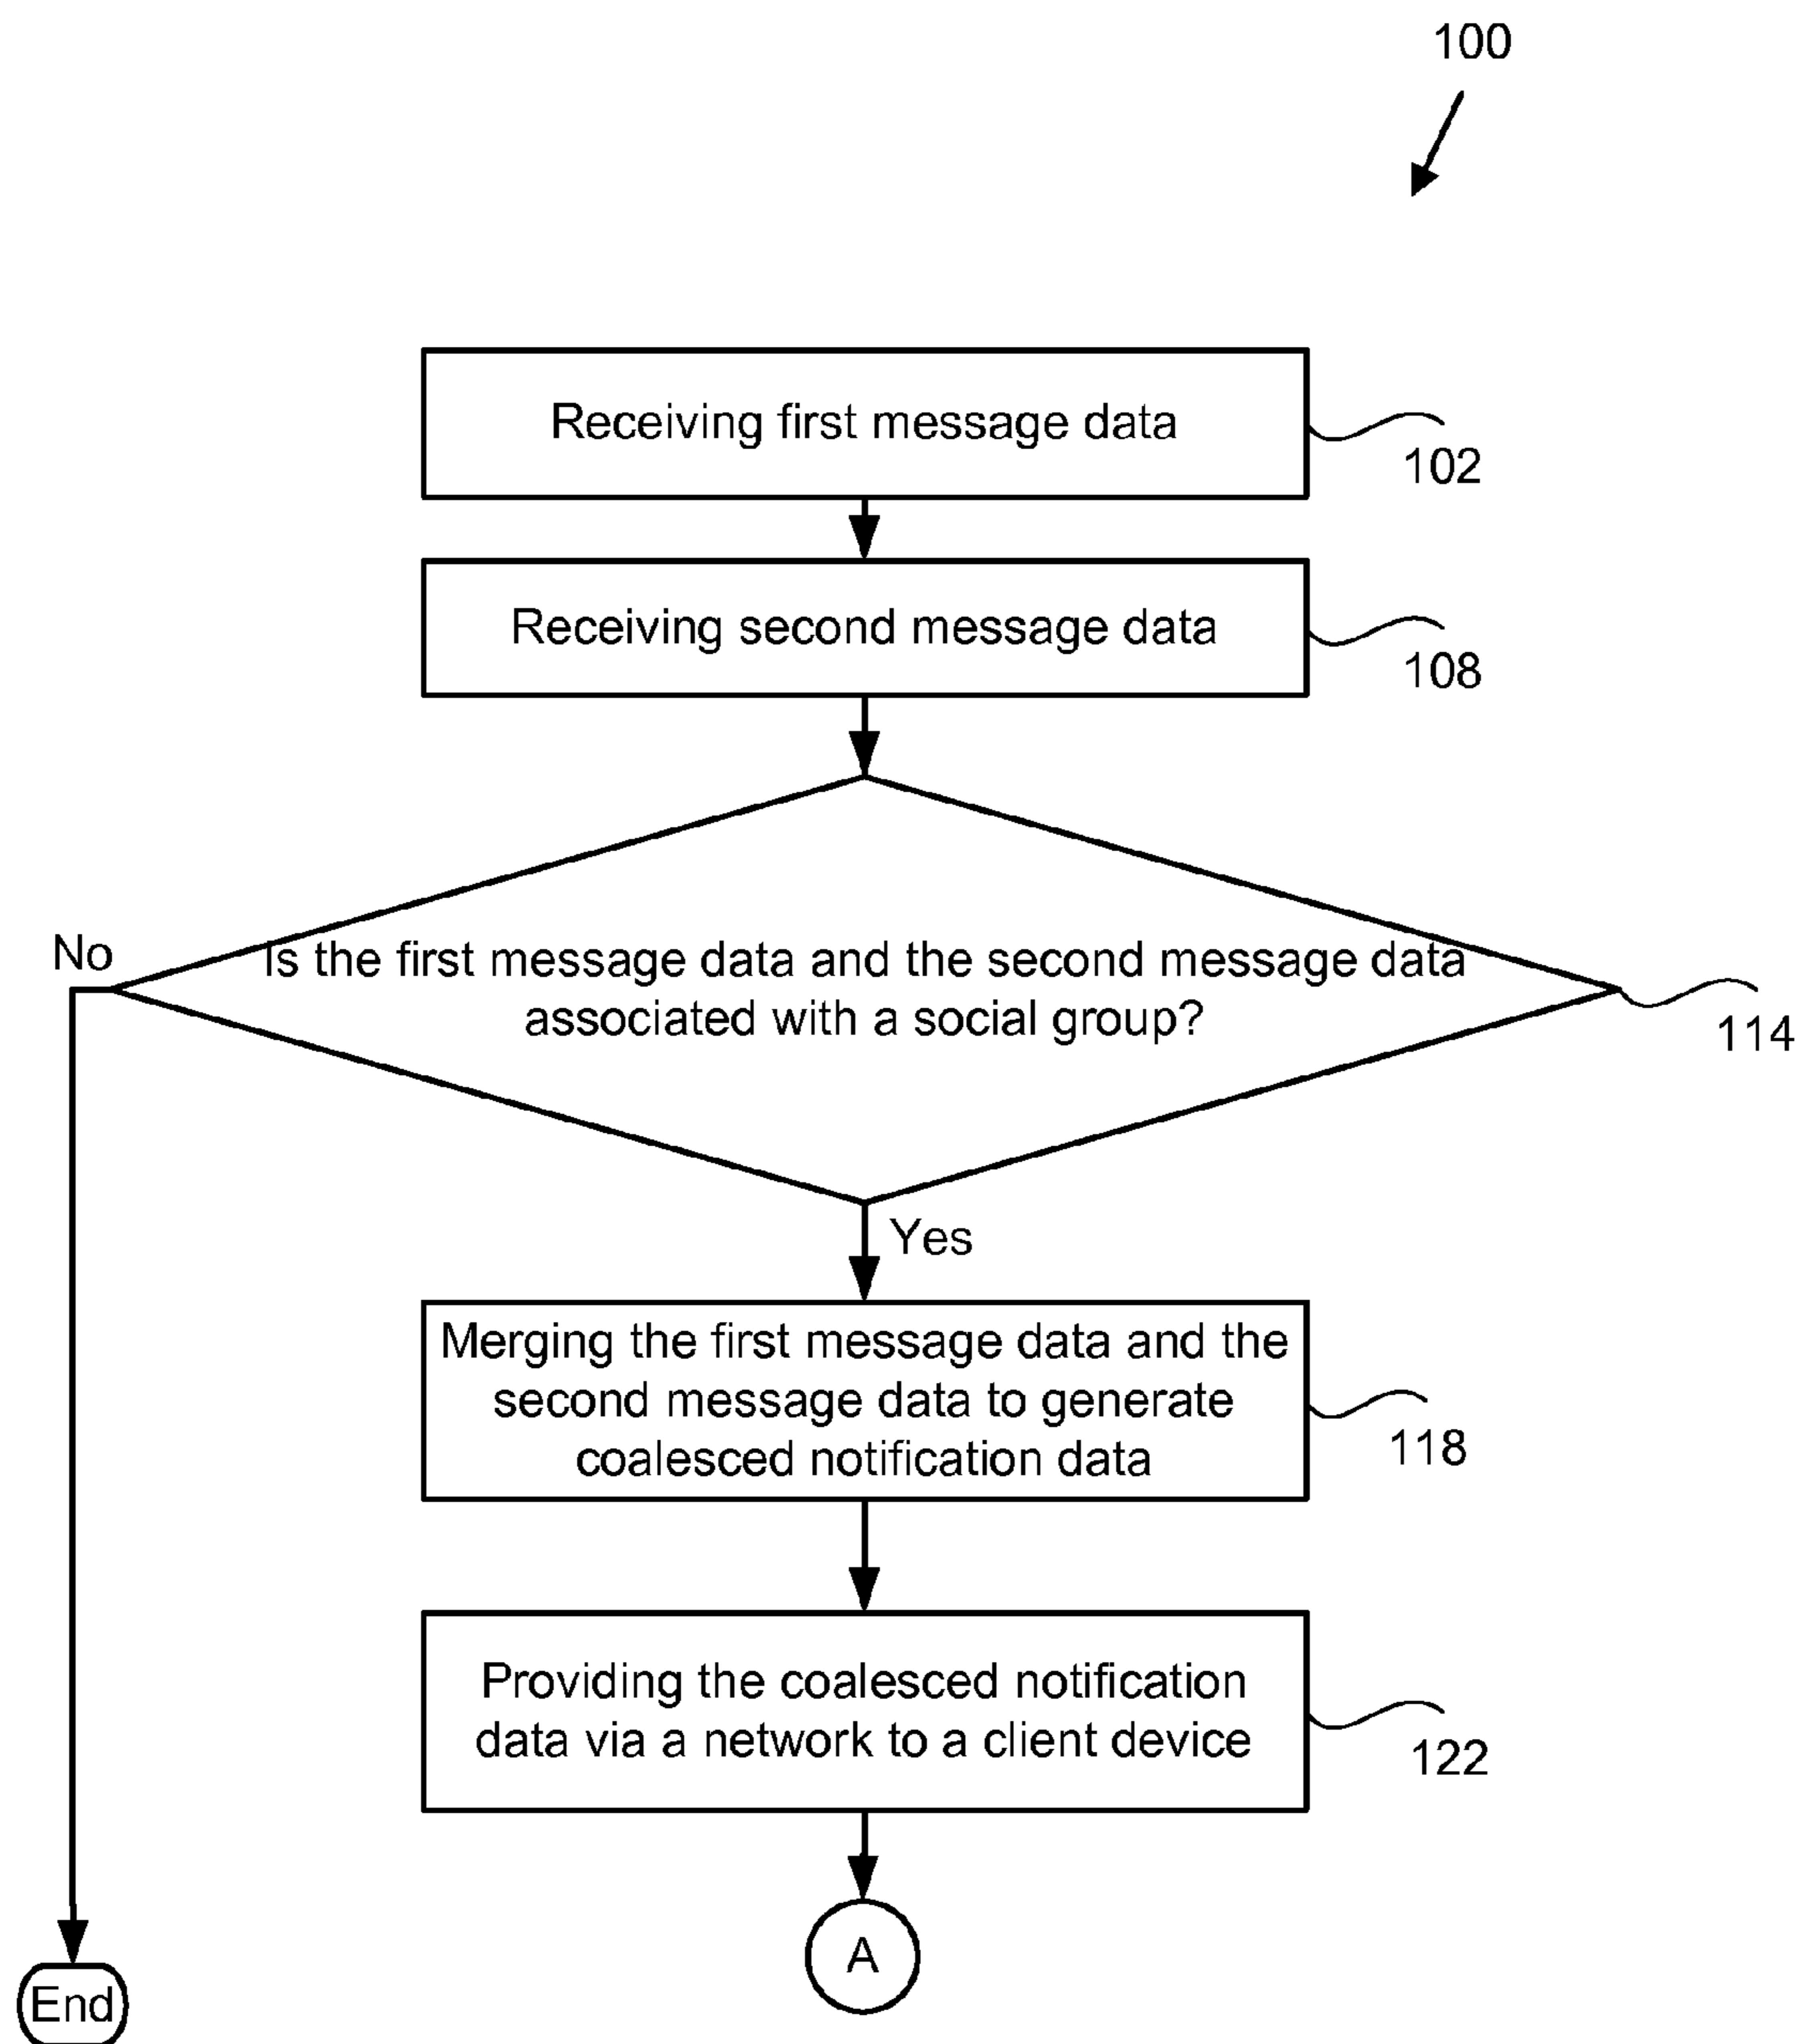 100
Receiving first message data
102
Receiving second message data
108
No
Is the first message data and the second message data
associated with a social group?
114
Yes
Merging the first message data and the
second message data to generate
coalesced notification data
118
Providing the coalesced notification
data via a network to a client device
122
A
End